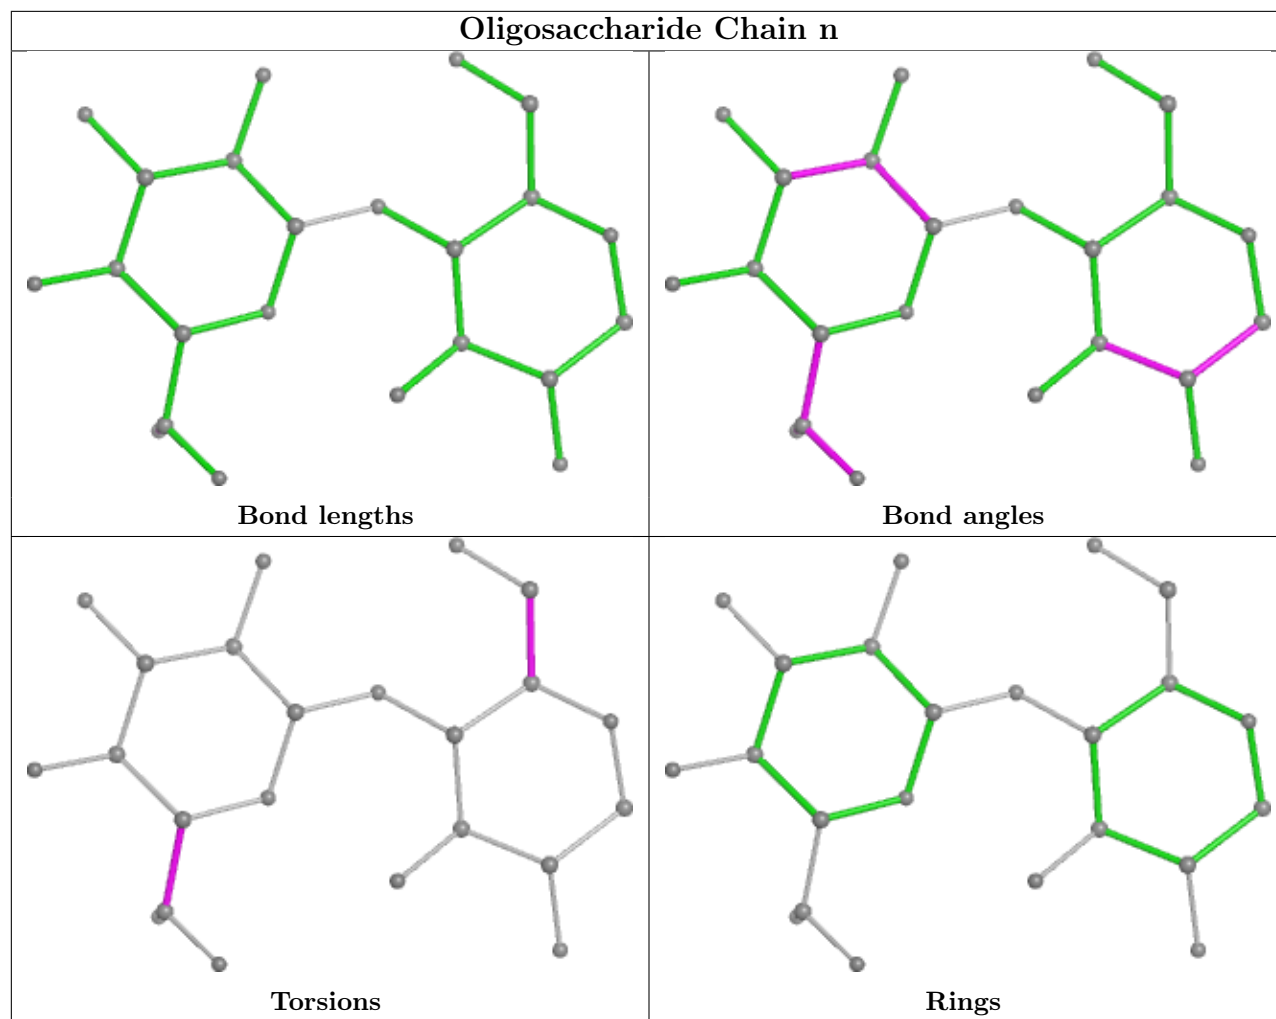 Oligosaccharide Chain n
Bond lengths
Bond angles
Torsions
Rings